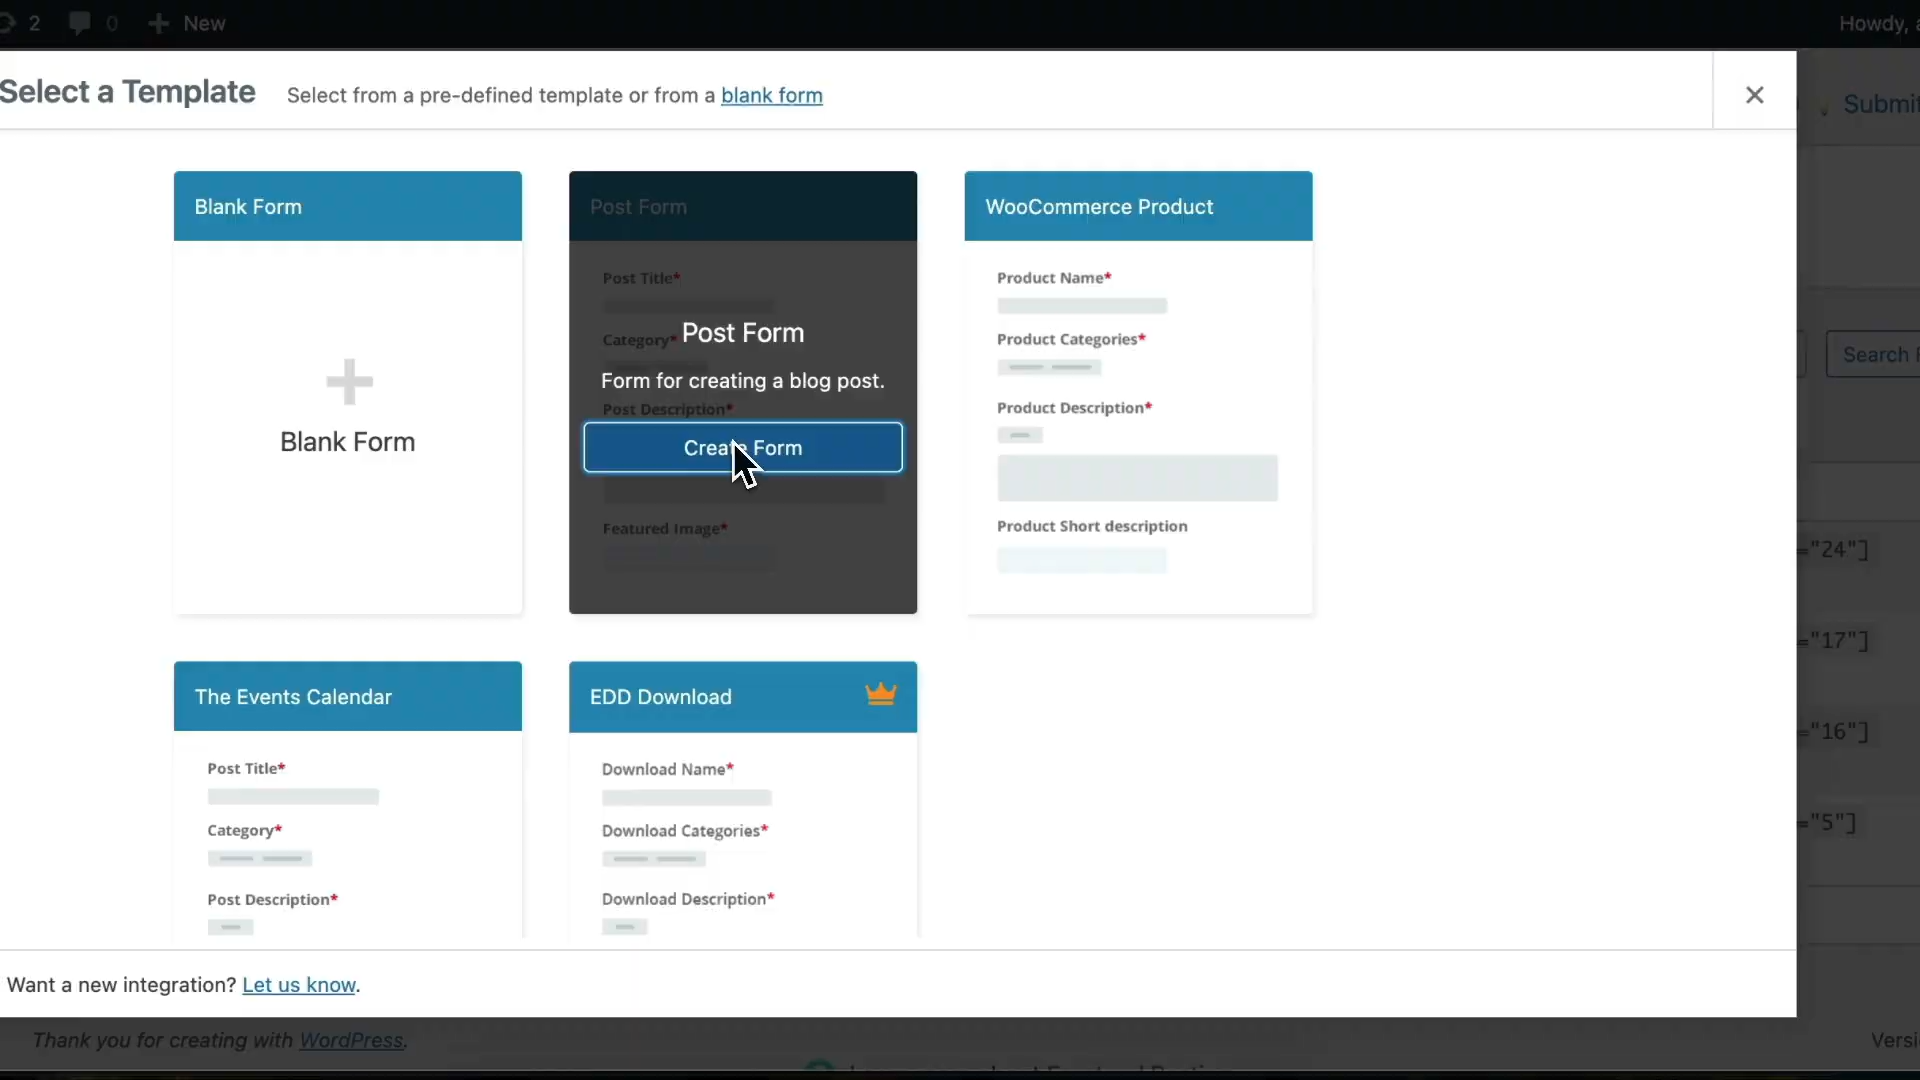 2 0 New
Howdy,
Select a Template
Select from a pre-defined template or from a blank form
Submit
Blank Form
Post Form
WooCommerce Product
Post Title*
Product Name*
Post Form
Category*
Product Categories*
Search
Form for creating a blog post.
Post Description*
Product Description*
Blank Form
Create Form
Featured Image*
Product Short description
="24"]
="17"]
The Events Calendar
EDD Download
="16"]
Post Title*
Download Name*
Category*
Download Categories*
="5"]
Post Description*
Download Description*
Want a new integration? Let us know.
Thank you for creating with WordPress.